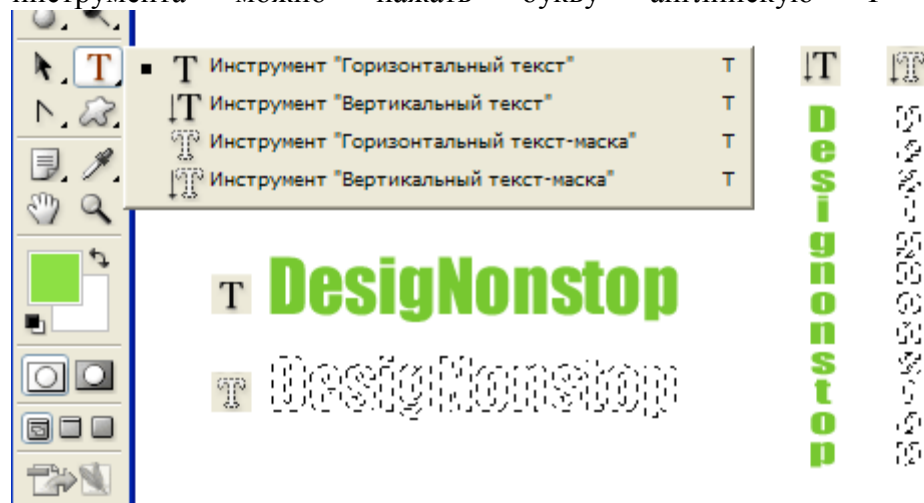 инструмента можно нажать букву английскую T
T Инструмент "Горизонтальный текст" T
T Инструмент "Вертикальный текст" T
T Инструмент "Горизонтальный текст-маска" T
T Инструмент "Вертикальный текст-маска" T
T
T
T
T DesigNonstop
T DesigNonstop
Designonstop
Designonstop